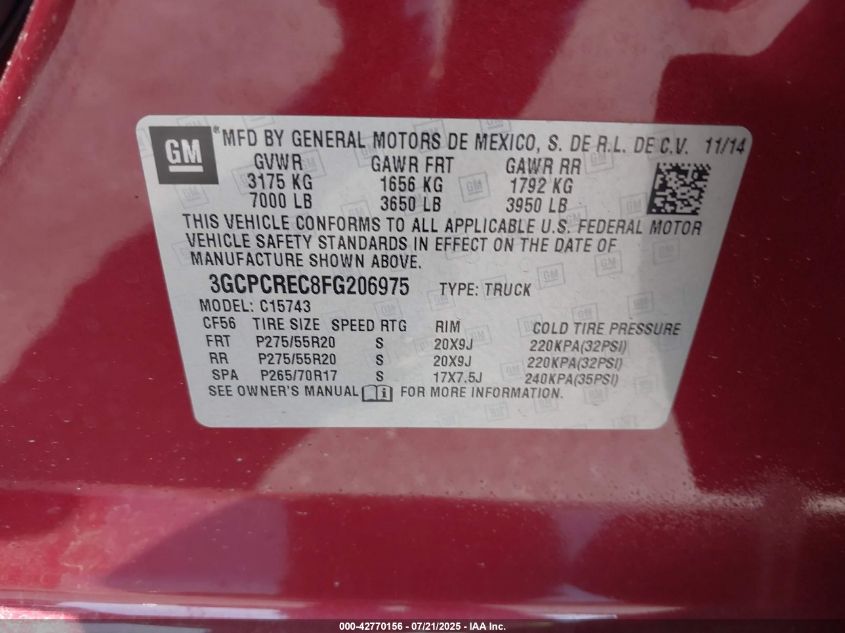 GM ® MFD BY GENERAL MOTORS DE MEXICO, S. DE R.L. DE C.V. 11/14
GVWR GAWR FRT GAWR RR
3175 KG 1656 KG 1792 KG
7000 LB 3650 LB 3950 LB
THIS VEHICLE CONFORMS TO ALL APPLICABLE U.S. FEDERAL MOTOR
VEHICLE SAFETY STANDARDS IN EFFECT ON THE DATE OF
MANUFACTURE SHOWN ABOVE.
3GCPCREC8FG206975 TYPE: TRUCK
MODEL: C15743
CF56 TIRE SIZE SPEED RTG RIM COLD TIRE PRESSURE
FRT P275/55R20 S 20X9J 220KPA(32PSI)
RR P275/55R20 S 20X9J 220KPA(32PSI)
SPA P265/70R17 S 17X7.5J 240KPA(35PSI)
SEE OWNER'S MANUAL FOR MORE INFORMATION.
000-42770156 - 07/21/2025 - IAA Inc.